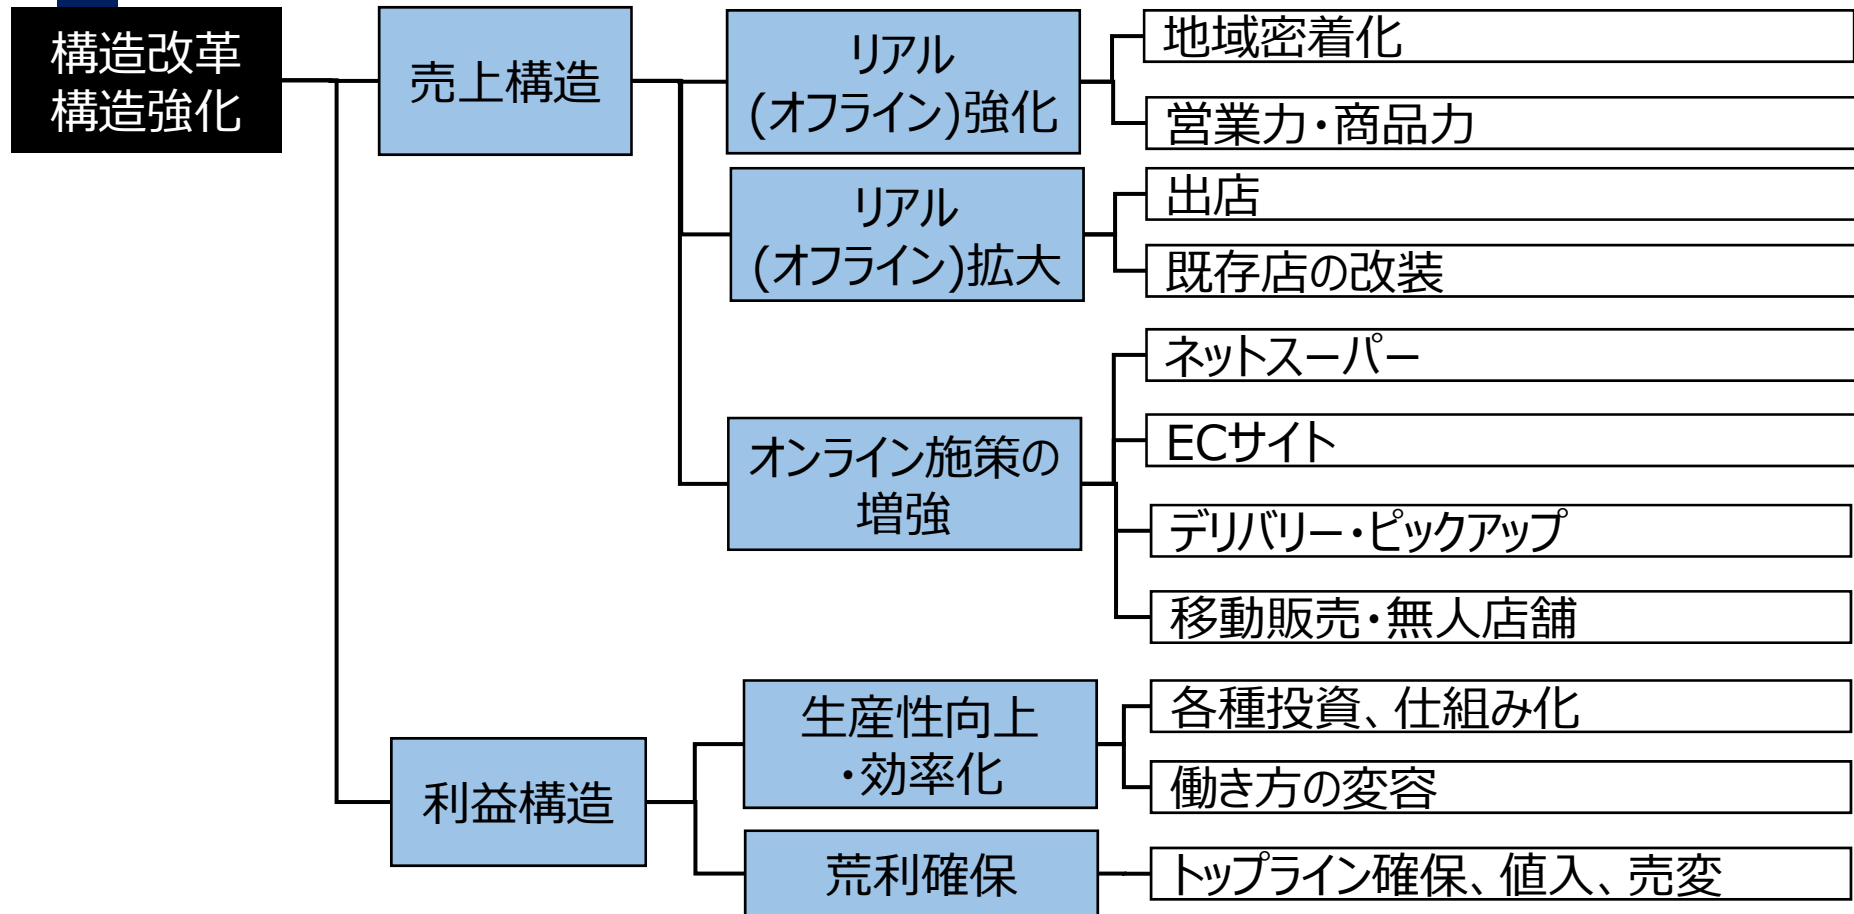 構造改革
構造強化
売上構造
リアル
(オフライン)強化
地域密着化
営業力・商品力
リアル
(オフライン)拡大
出店
既存店の改装
オンライン施策の
増強
ネットスーパー
ECサイト
デリバリー・ピックアップ
移動販売・無人店舗
利益構造
生産性向上
・効率化
各種投資、仕組み化
働き方の変容
荒利確保
トップライン確保、値入、売変